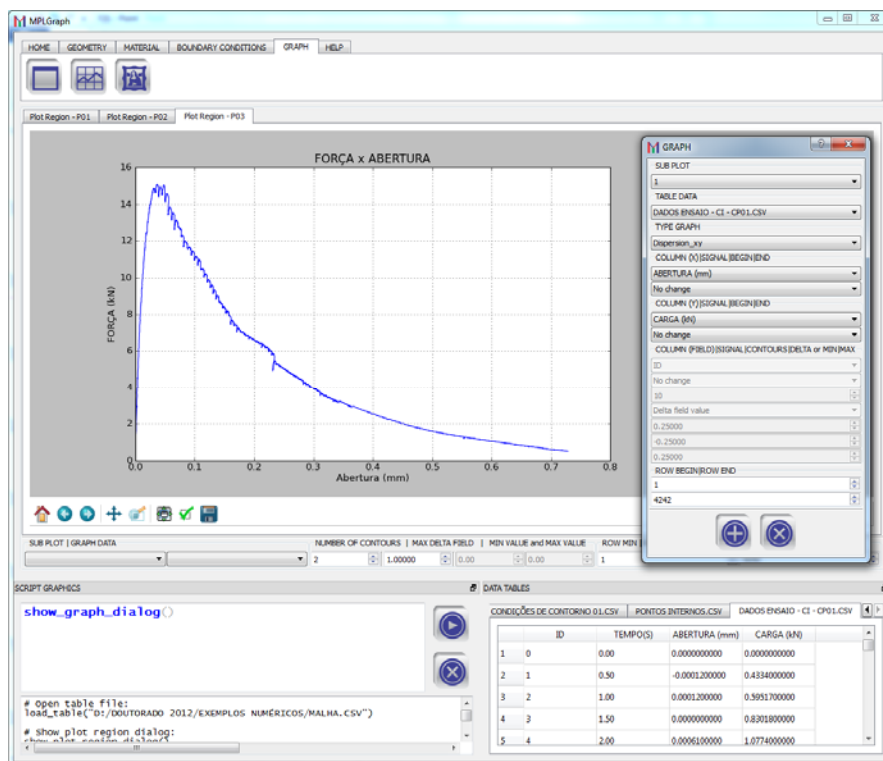 MPLGraph
HOME GEOMETRY MATERIAL BOUNDARY CONDITIONS GRAPH HELP
Plot Region - P01 Plot Region - P02 Plot Region - P03
FORÇA x ABERTURA
16
14
12
10
8
6
4
2
0
FORÇA (kN)
0.0 0.1 0.2 0.3 0.4 0.5 0.6 0.7 0.8
Abertura (mm)
GRAPH
SUB PLOT
1
TABLE DATA
DADOS ENSAIO - CI - CP01.CSV
TYPE GRAPH
Dispersion_xy
COLUMN (X)|SIGNAL|BEGIN|END
ABERTURA (mm)
No change
COLUMN (Y)|SIGNAL|BEGIN|END
CARGA (kN)
No change
COLUMN (FIELD)|SIGNAL|CONTOURS|DELTA or MIN|MAX
ID
No change
10
Delta field value
0.25000
-0.25000
0.25000
ROW BEGIN|ROW END
1
4242
SUB PLOT | GRAPH DATA NUMBER OF CONTOURS | MAX DELTA FIELD | MIN VALUE and MAX VALUE ROW MIN
2 1.00000 0.00 0.00 1
SCRIPT GRAPHICS
show_graph_dialog()
# Open table file:
load_table("D:/DOUTORADO 2012/EXEMPLOS NUMÉRICOS/MALHA.CSV")
# Show plot region dialog:
show_plot_region_dialog()
DATA TABLES
CONDIÇÕES DE CONTORNO 01.CSV PONTOS INTERNOS.CSV DADOS ENSAIO - CI - CP01.CSV
ID TEMPO(S) ABERTURA (mm) CARGA (kN)
1 0 0.00 0.0000000000 0.0000000000
2 1 0.50 -0.0001200000 0.4334000000
3 2 1.00 0.0001200000 0.5951700000
4 3 1.50 0.0000000000 0.8301800000
5 4 2.00 0.0006100000 1.0774000000